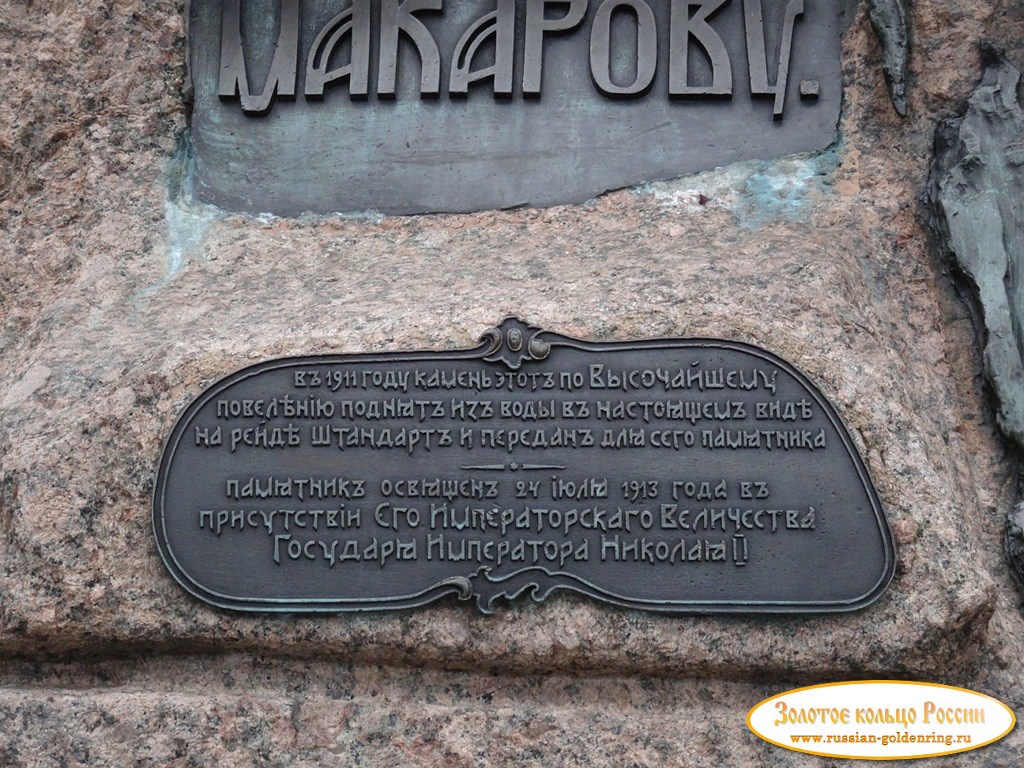 Макарову.
въ 1911 году камень этотъ по Высочайшему
повелѣнію поднятъ изъ воды въ настоящемъ видѣ
на рейдѣ Штандартъ и переданъ для сего памятника
памятникъ освященъ 24 іюля 1913 года въ
присутствіи Его Императорскаго Величества
Государя Императора Николая II
Золотое кольцо России
www.russian-goldenring.ru